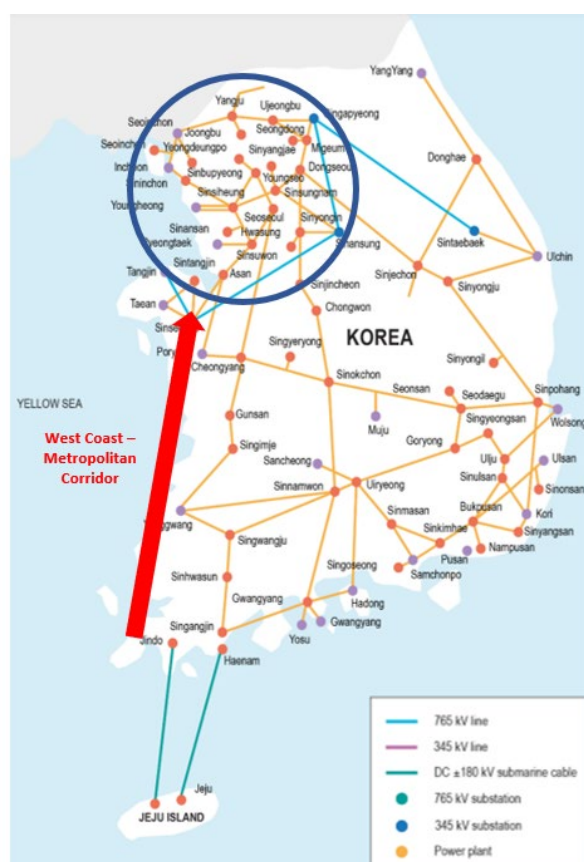 YangYang
Yangju
Ujeongbu
Singapyeong
Seoinchon
Joongbu
Seongdong
Migeum
Seoinchon
Yeongdeungpo
Sinyangjae
Dongseoul
Donghae
Incheon
Sinbupyeong
Youngseo
Sininchon
Sinsiheung
Sinsungnam
Youngheong
Seoseoul
Sinyongin
Sinansan
Hwasung
Sinansung
Sintaebaek
Pyeongtaek
Sinsuwon
Ulchin
Tangjin
Sintangjin
Asan
Sinjechon
Sinyongju
Taean
Sinjincheon
Chongwon
Cheongyang
Singyeryong
KOREA
Sinyongil
Sinokchon
Seonsan
Seodaegu
Sinpohang
YELLOW SEA
Gunsan
Muju
Singyeongsan
Wolsong
West Coast –
Metropolitan
Corridor
Singimje
Goryong
Ulju
Ulsan
Sancheong
Uiryeong
Sinulsan
Sinnamwon
Sinonsan
Sinmasan
Bukpusan
Kori
Singwangju
Sinkimhae
Sinyangsan
Singoseong
Pusan
Nampusan
Sinhwasun
Samchonpo
Gwangyang
Hadong
Singangjin
Yosu
Gwangyang
Jindo
Haenam
Jeju
JEJU ISLAND
765 kV line
345 kV line
DC ±180 kV submarine cable
765 kV substation
345 kV substation
Power plant